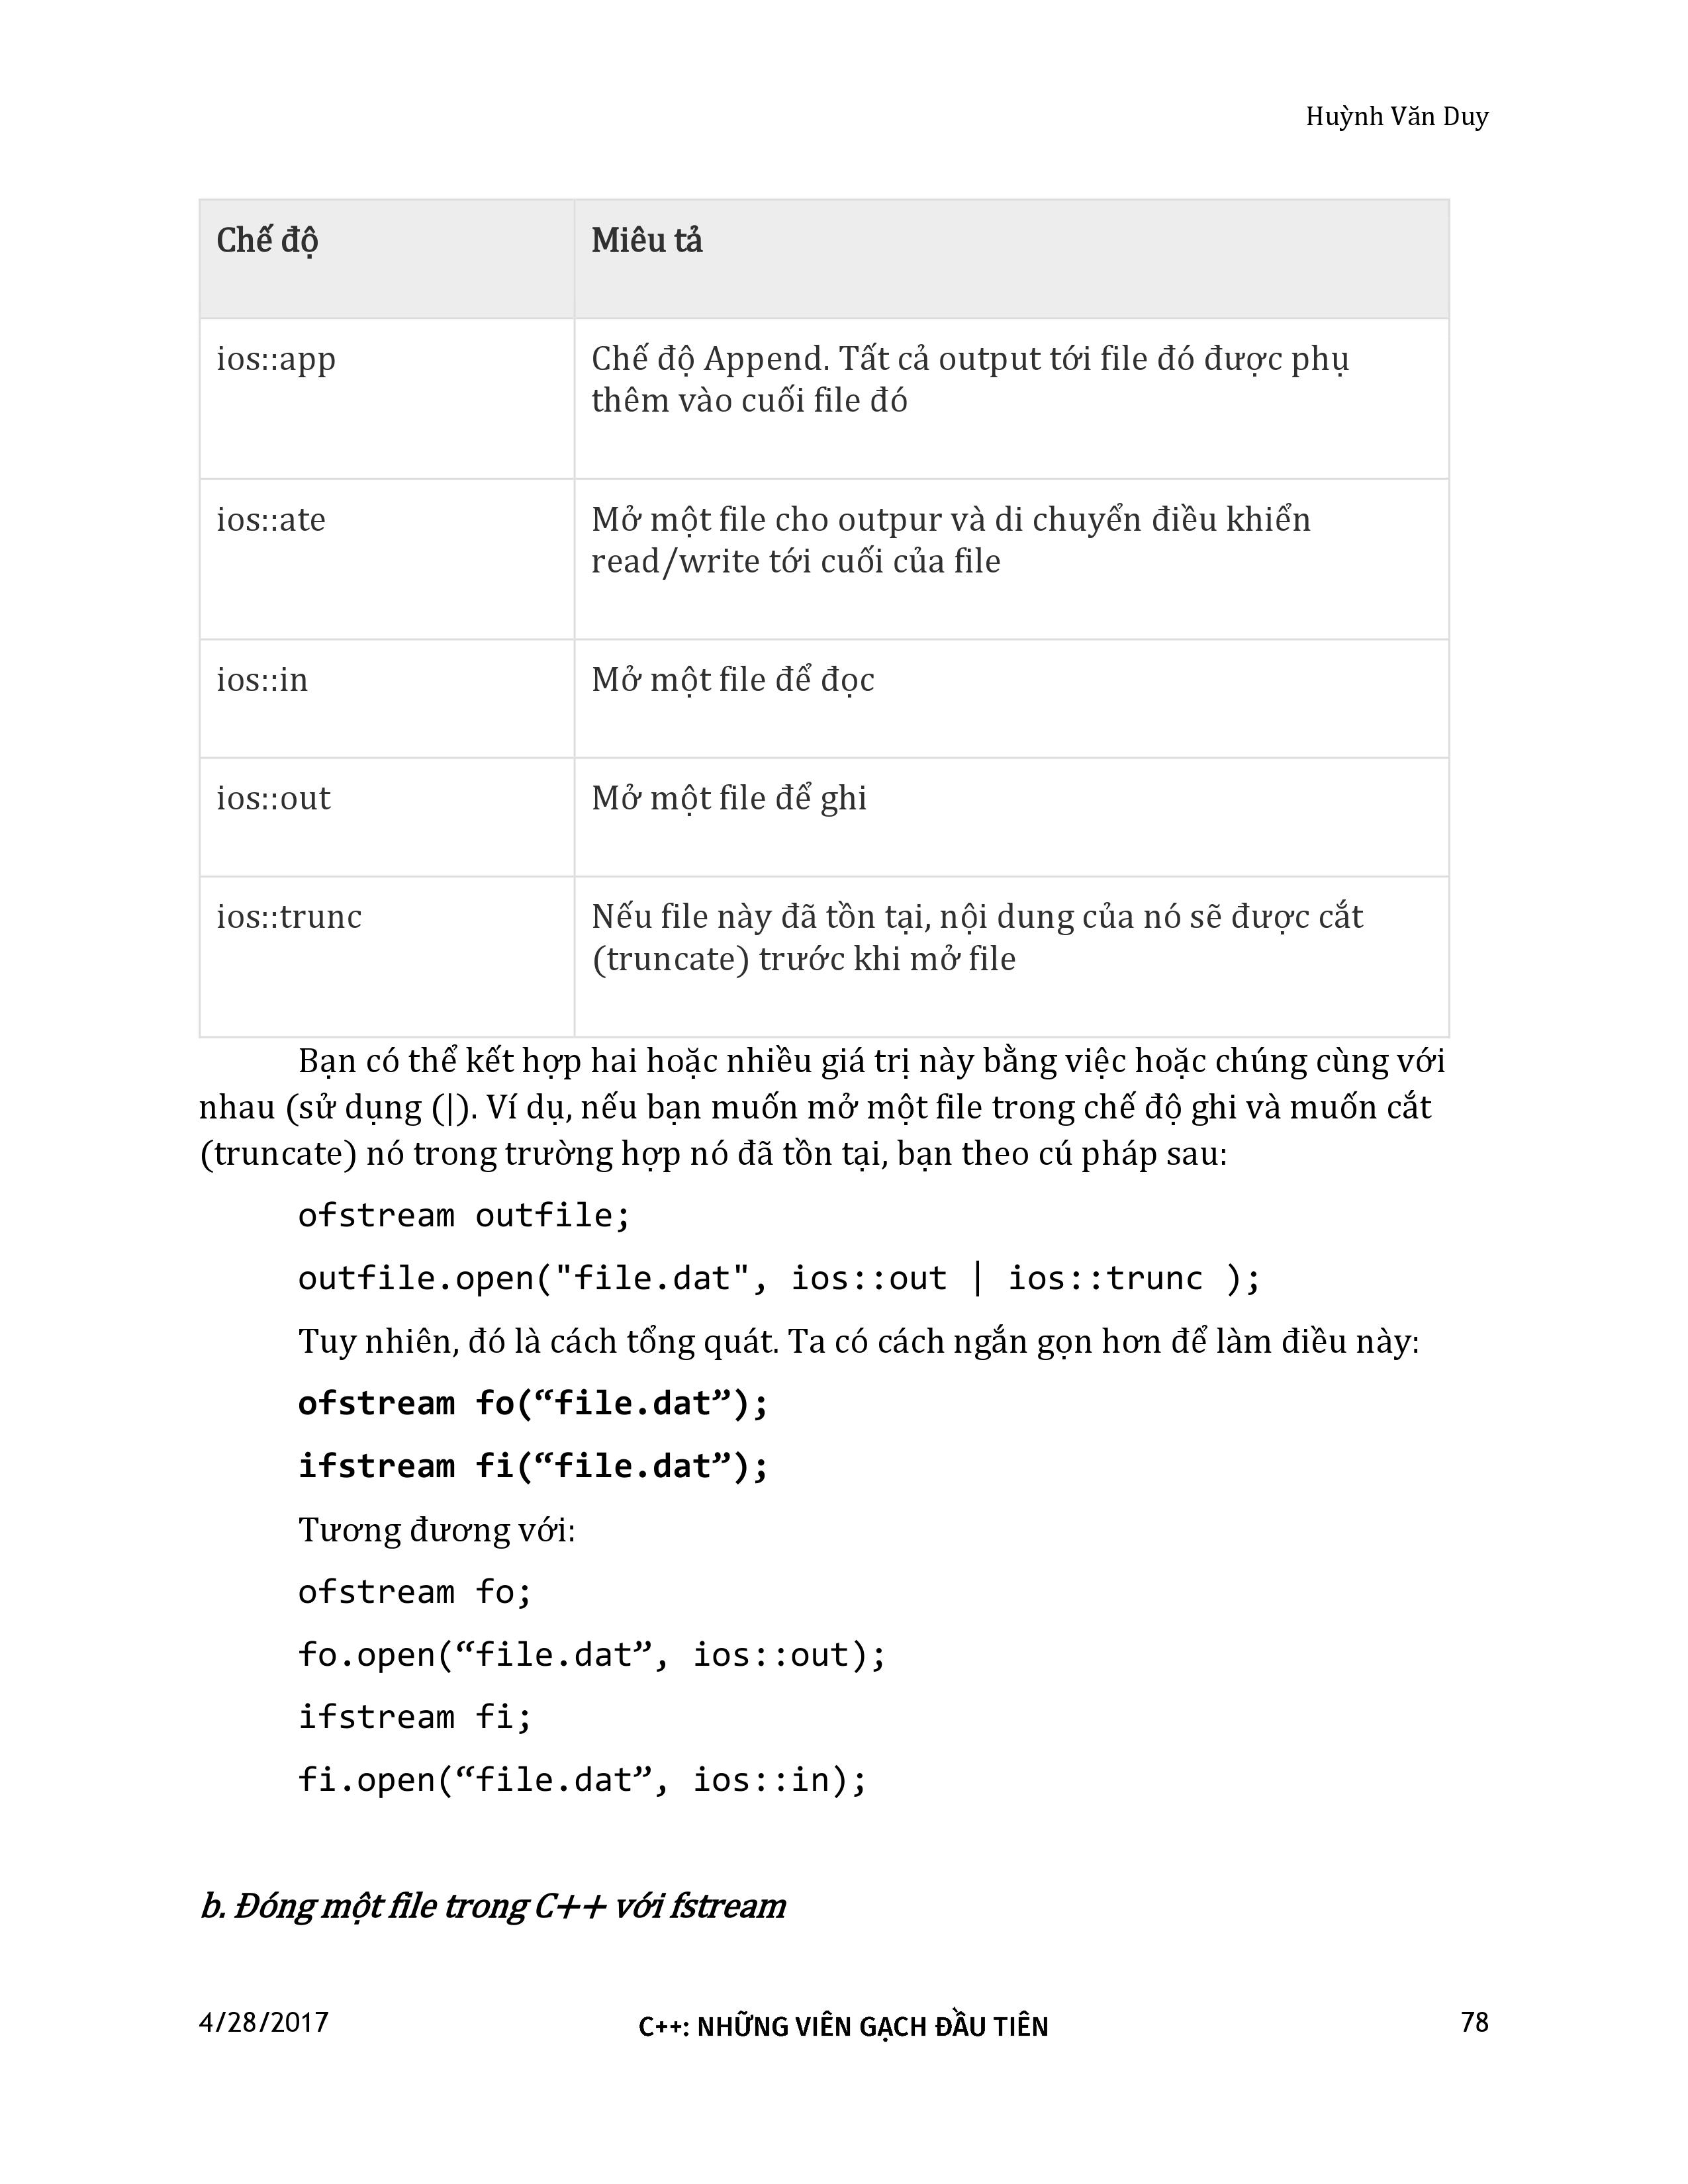 Huỳnh Văn Duy
Chế độ
Miêu tả
ios::app
Chế độ Append. Tất cả output tới file đó được phụ
thêm vào cuối file đó
ios::ate
Mở một file cho outpur và di chuyển điều khiển
read/write tới cuối của file
ios::in
Mở một file để đọc
ios::out
Mở một file để ghi
ios::trunc
Nếu file này đã tồn tại, nội dung của nó sẽ được cắt
(truncate) trước khi mở file
Bạn có thể kết hợp hai hoặc nhiều giá trị này bằng việc hoặc chúng cùng với
nhau (sử dụng (|). Ví dụ, nếu bạn muốn mở một file trong chế độ ghi và muốn cắt
(truncate) nó trong trường hợp nó đã tồn tại, bạn theo cú pháp sau:
ofstream outfile;
outfile.open("file.dat", ios::out | ios::trunc );
Tuy nhiên, đó là cách tổng quát. Ta có cách ngắn gọn hơn để làm điều này:
ofstream fo(“file.dat”);
ifstream fi(“file.dat”);
Tương đương với:
ofstream fo;
fo.open(“file.dat”, ios::out);
ifstream fi;
fi.open(“file.dat”, ios::in);
b. Đóng một file trong C++ với fstream
4/28/2017
C++: NHỮNG VIÊN GẠCH ĐẦU TIÊN
78